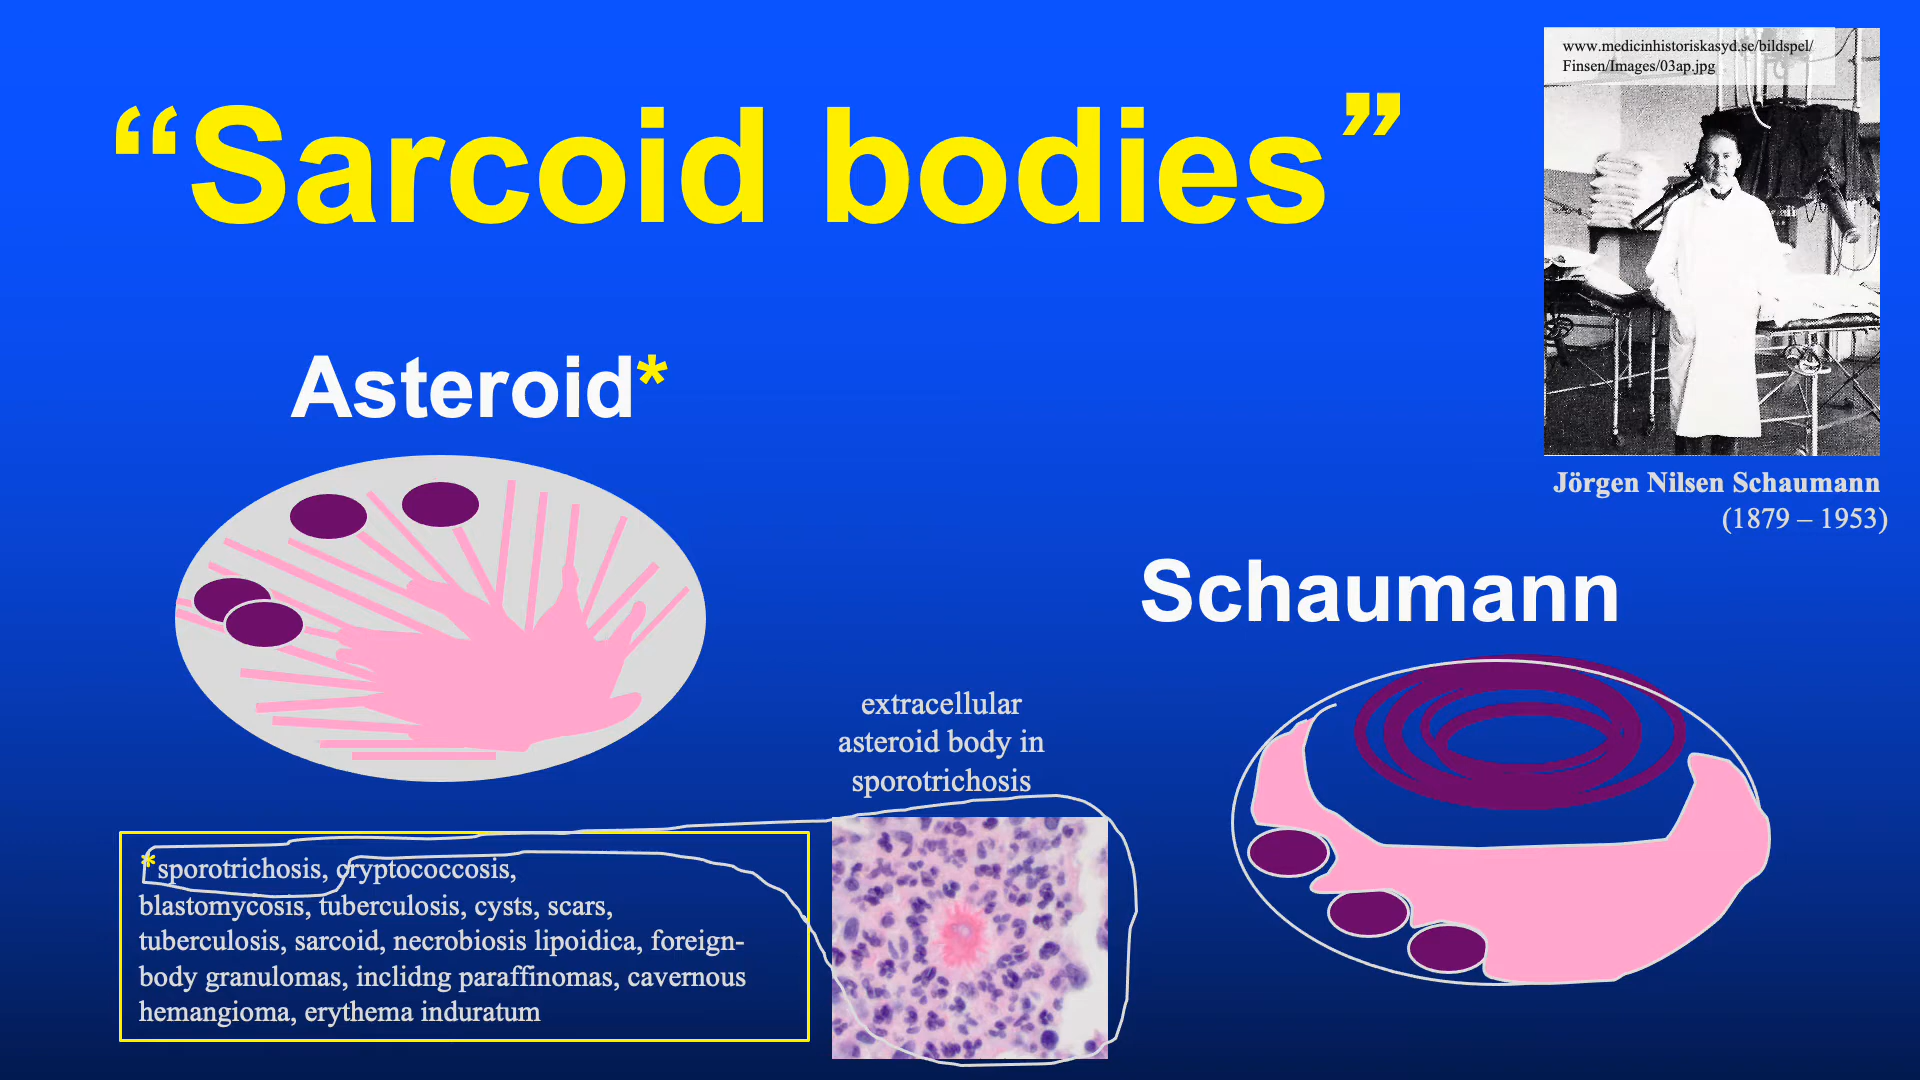 www.medicinhistoriskasyd.se/bildspel/
Finsen/Images/03ap.jpg
“Sarcoid bodies”
Asteroid*
Jörgen Nilsen Schaumann
(1879 – 1953)
Schaumann
extracellular
asteroid body in
sporotrichosis
*sporotrichosis, cryptococcosis,
blastomycosis, tuberculosis, cysts, scars,
tuberculosis, sarcoid, necrobiosis lipoidica, foreign-
body granulomas, inclidng paraffinomas, cavernous
hemangioma, erythema induratum